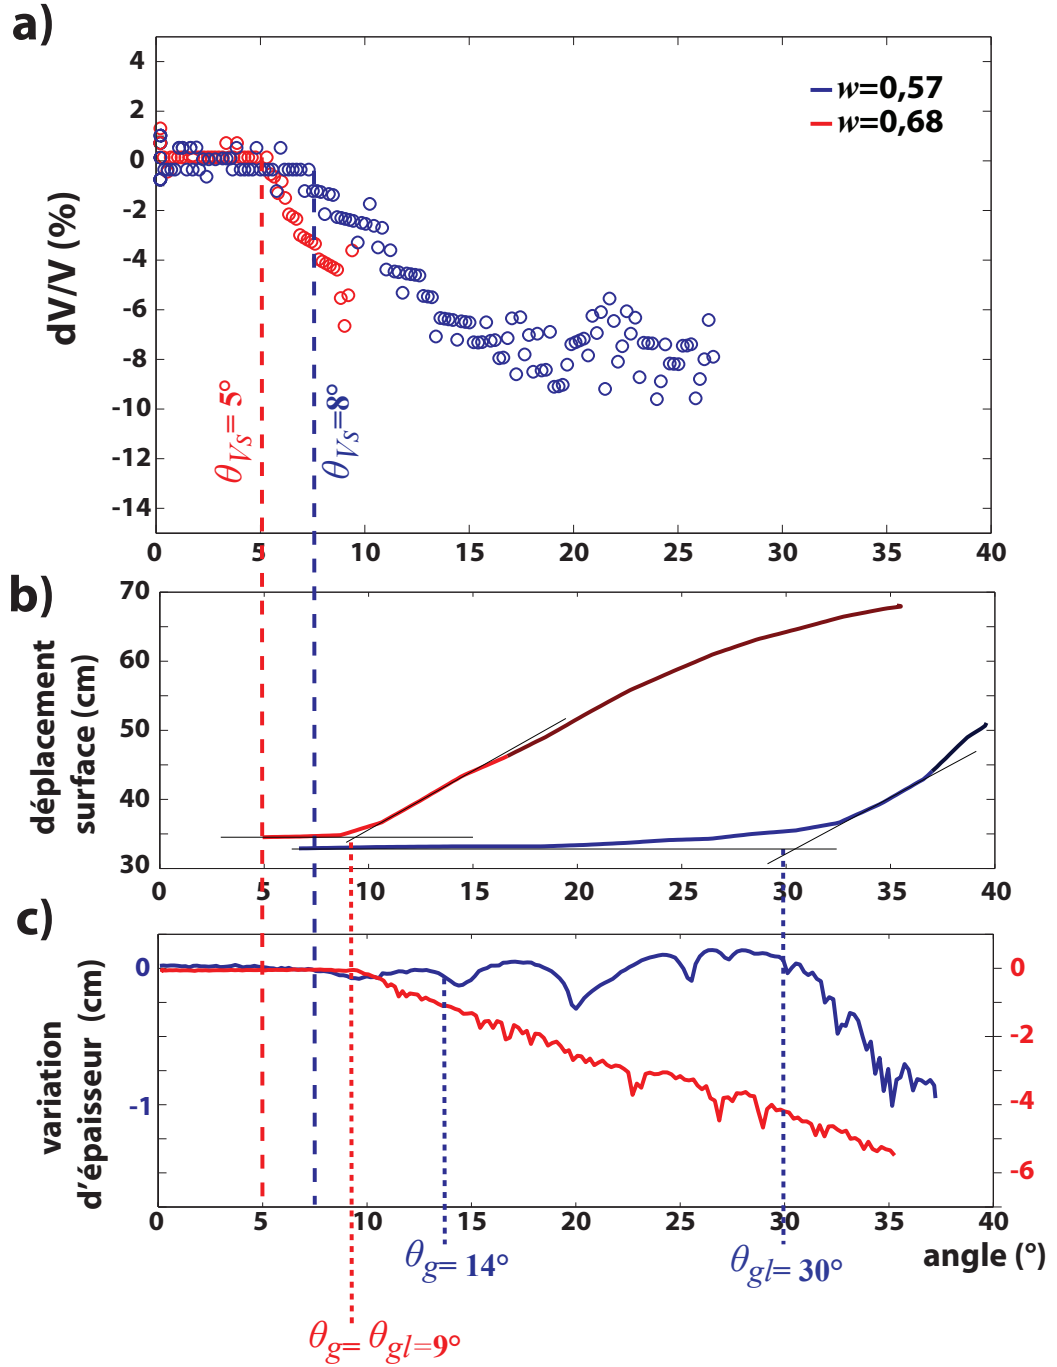 a)
4
2
0
-2
-4
-6
-8
-10
-12
-14
dV/V (%)
w=0,57
w=0,68
θVs= 5°
θVs= 8°
0 5 10 15 20 25 30 35 40
b)
70
60
50
40
30
déplacement
surface (cm)
0 5 10 15 20 25 30 35 40
c)
0
-1
variation
d'épaisseur (cm)
0
-2
-4
-6
0 5 10 15 20 25 30 35 40
angle (°)
θg= 14°
θgl= 30°
θg= θgl=9°